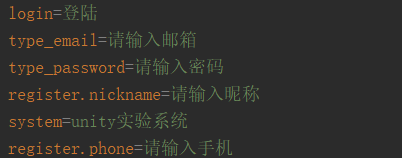 login=登陆
type_email=请输入邮箱
type_password=请输入密码
register.nickname=请输入昵称
system=unity实验系统
register.phone=请输入手机